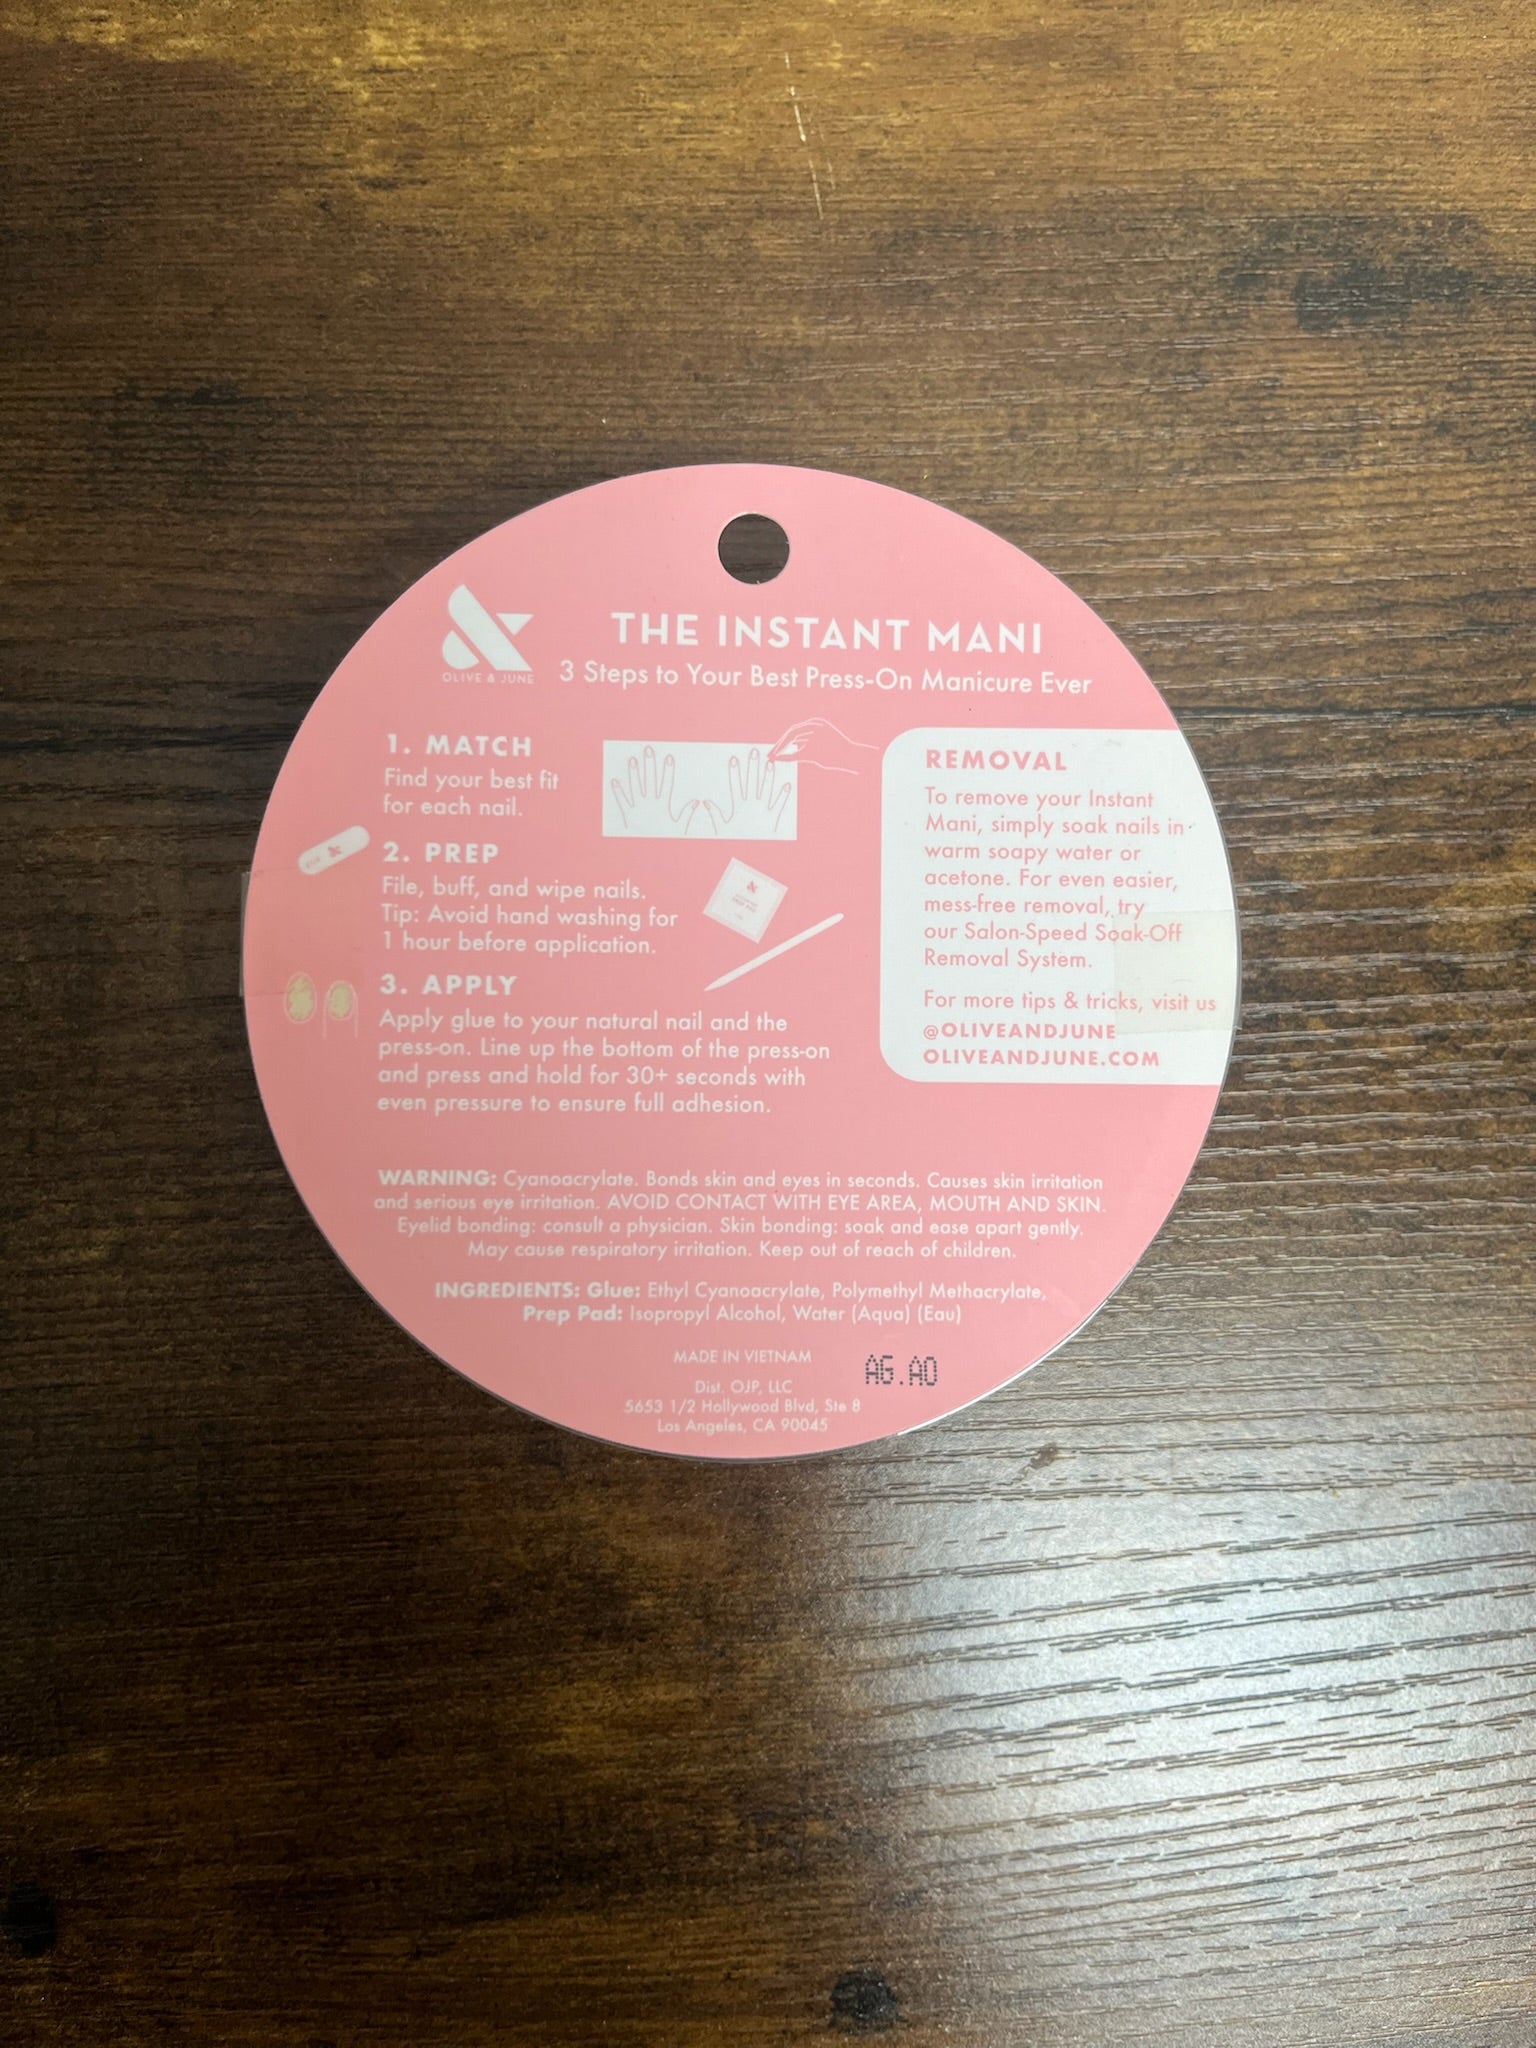 OLIVE & JUNE
THE INSTANT MANI
3 Steps to Your Best Press-On Manicure Ever
1. MATCH
Find your best fit
for each nail.
2. PREP
File, buff, and wipe nails.
Tip: Avoid hand washing for
1 hour before application.
3. APPLY
Apply glue to your natural nail and the
press-on. Line up the bottom of the press-on
and press and hold for 30+ seconds with
even pressure to ensure full adhesion.
REMOVAL
To remove your Instant
Mani, simply soak nails in
warm soapy water or
acetone. For even easier,
mess-free removal, try
our Salon-Speed Soak-Off
Removal System.
For more tips & tricks, visit us
@OLIVEANDJUNE
OLIVEANDJUNE.COM
WARNING: Cyanoacrylate. Bonds skin and eyes in seconds. Causes skin irritation
and serious eye irritation. AVOID CONTACT WITH EYE AREA, MOUTH AND SKIN.
Eyelid bonding: consult a physician. Skin bonding: soak and ease apart gently.
May cause respiratory irritation. Keep out of reach of children.
INGREDIENTS: Glue: Ethyl Cyanoacrylate, Polymethyl Methacrylate,
Prep Pad: Isopropyl Alcohol, Water (Aqua) (Eau)
MADE IN VIETNAM
AG.AO
Dist. OJP, LLC
5653 1/2 Hollywood Blvd, Ste 8
Los Angeles, CA 90045